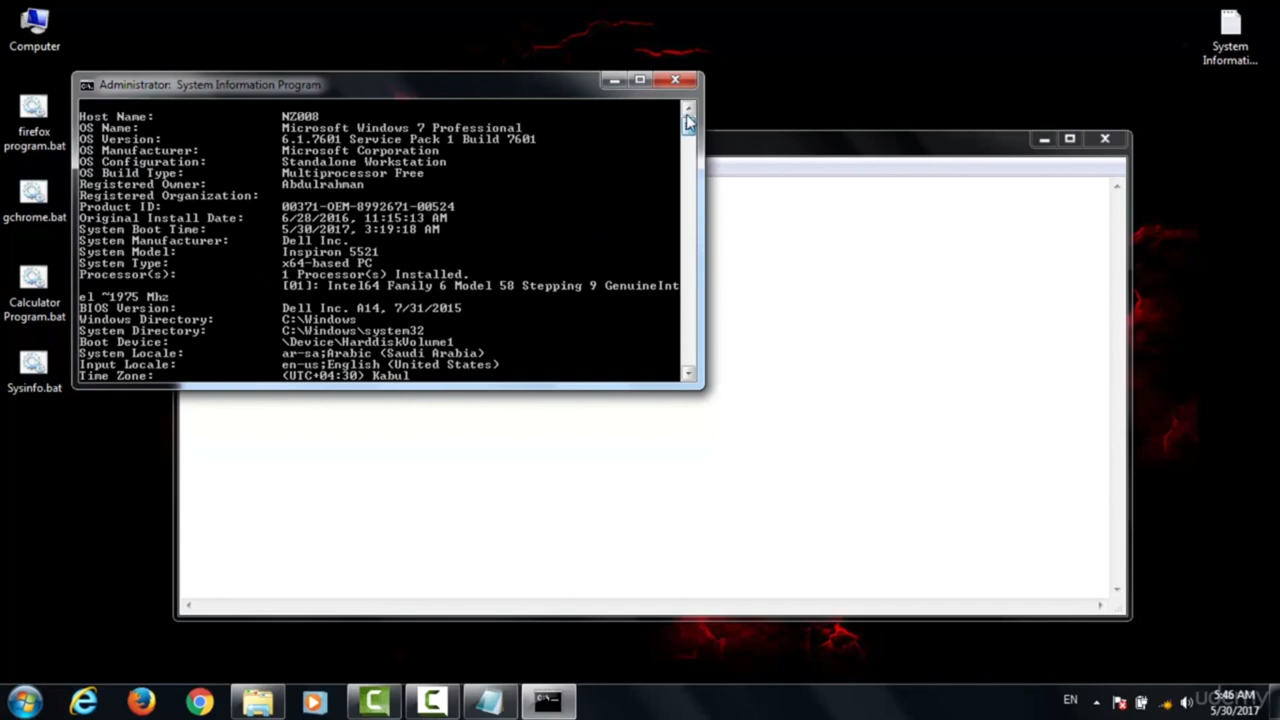 Computer
System
Informati...
Administrator: System Information Program
firefox
program.bat
gchrome.bat
Calculator
Program.bat
Sysinfo.bat
Host Name: NZ008
OS Name: Microsoft Windows 7 Professional
OS Version: 6.1.7601 Service Pack 1 Build 7601
OS Manufacturer: Microsoft Corporation
OS Configuration: Standalone Workstation
OS Build Type: Multiprocessor Free
Registered Owner: Abdulrahman
Registered Organization:
Product ID: 00371-OEM-8992671-00524
Original Install Date: 6/28/2016, 11:15:13 AM
System Boot Time: 5/30/2017, 3:19:18 AM
System Manufacturer: Dell Inc.
System Model: Inspiron 5521
System Type: x64-based PC
Processor(s): 1 Processor(s) Installed.
[01]: Intel64 Family 6 Model 58 Stepping 9 GenuineInt
el ~1975 Mhz
BIOS Version: Dell Inc. A14, 7/31/2015
Windows Directory: C:\Windows
System Directory: C:\Windows\system32
Boot Device: \Device\HarddiskVolume1
System Locale: ar-sa;Arabic (Saudi Arabia)
Input Locale: en-us;English (United States)
Time Zone: (UTC+04:30) Kabul
C:\.
EN
5:46 AM
5/30/2017
udemy